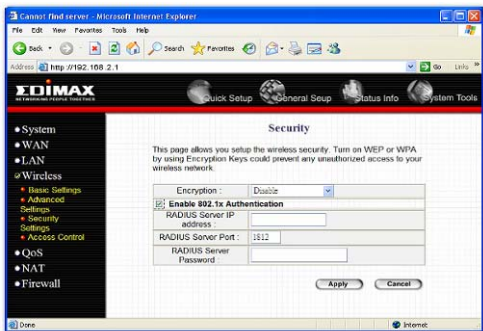 Cannot find server - Microsoft Internet Explorer
File Edit View Favorites Tools Help
Back Search Favorites
Address http://192.168.2.1 Go Links
EDIMAX
NETWORKING PEOPLE TOGETHER
Quick Setup General Seup Status Info System Tools
System
WAN
LAN
Wireless
Basic Settings
Advanced
Settings
Security
Settings
Access Control
QoS
NAT
Firewall
Security
This page allows you setup the wireless security. Turn on WEP or WPA
by using Encryption Keys could prevent any unauthorized access to your
wireless network.
Encryption : Disable
Enable 802.1x Authentication
RADIUS Server IP
address :
RADIUS Server Port : 1812
RADIUS Server
Password :
Apply Cancel
Done Internet